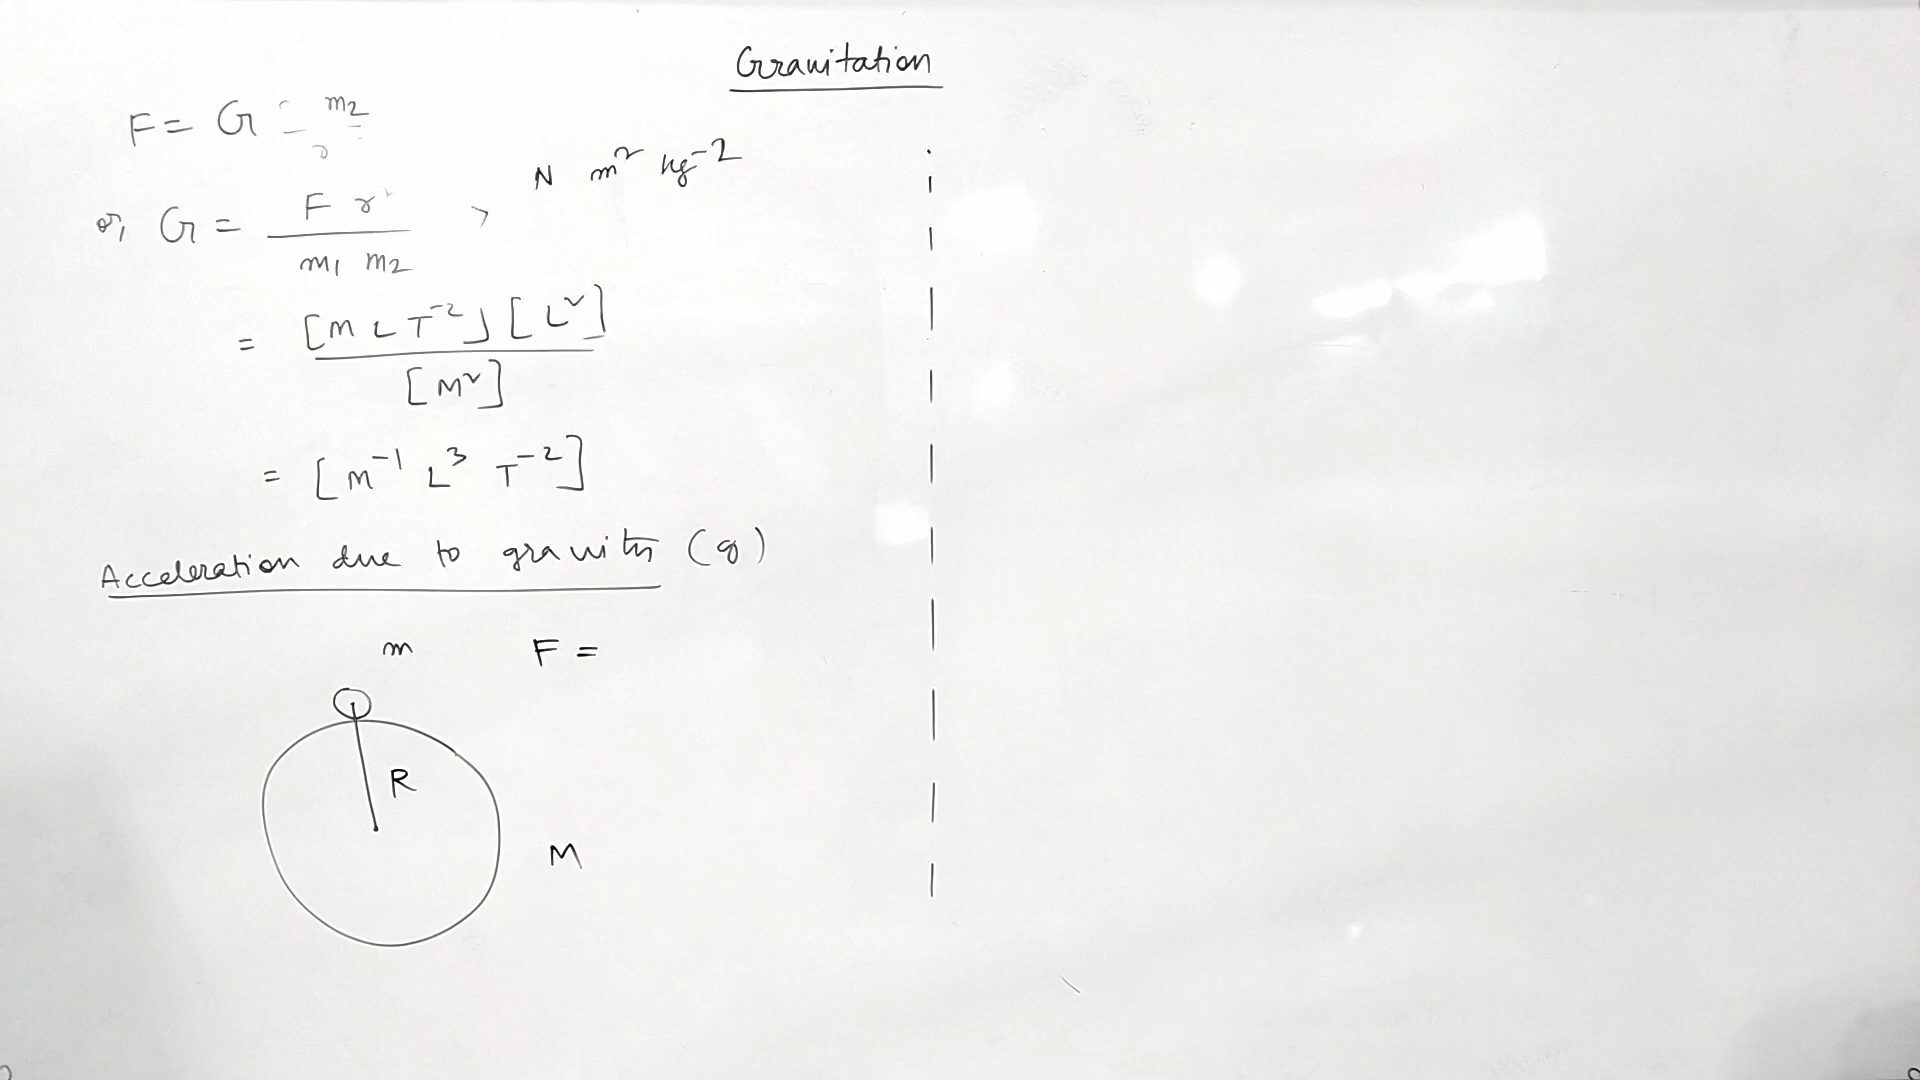 Gravitation
F = G m2
N m² kg⁻²
or, G = F r² / m1 m2
= [M L T⁻²] [L²] / [M²]
= [M⁻¹ L³ T⁻²]
Acceleration due to gravity (g)
m F =
R
M